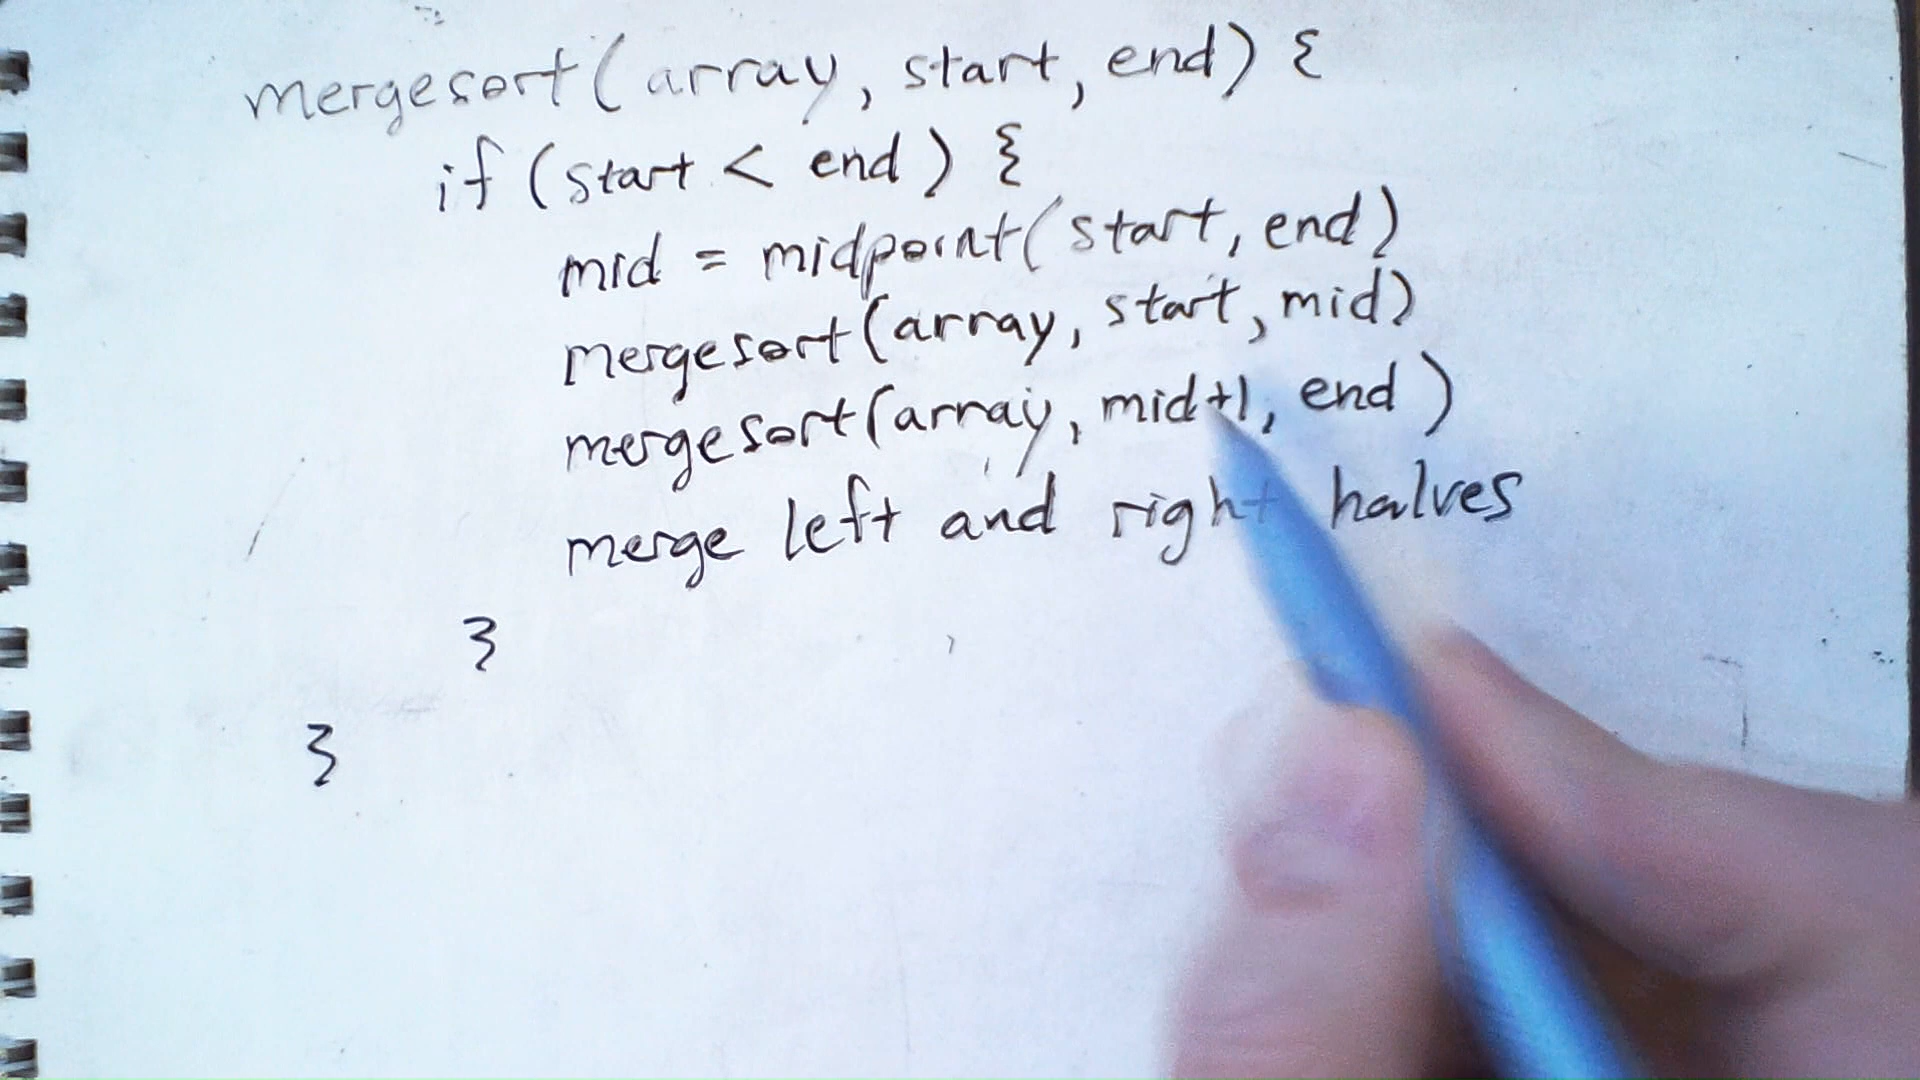 mergesort(array, start, end) {
if (start < end) {
mid = midpoint(start, end)
mergesort(array, start, mid)
mergesort(array, mid+1, end)
merge left and right halves
}
}